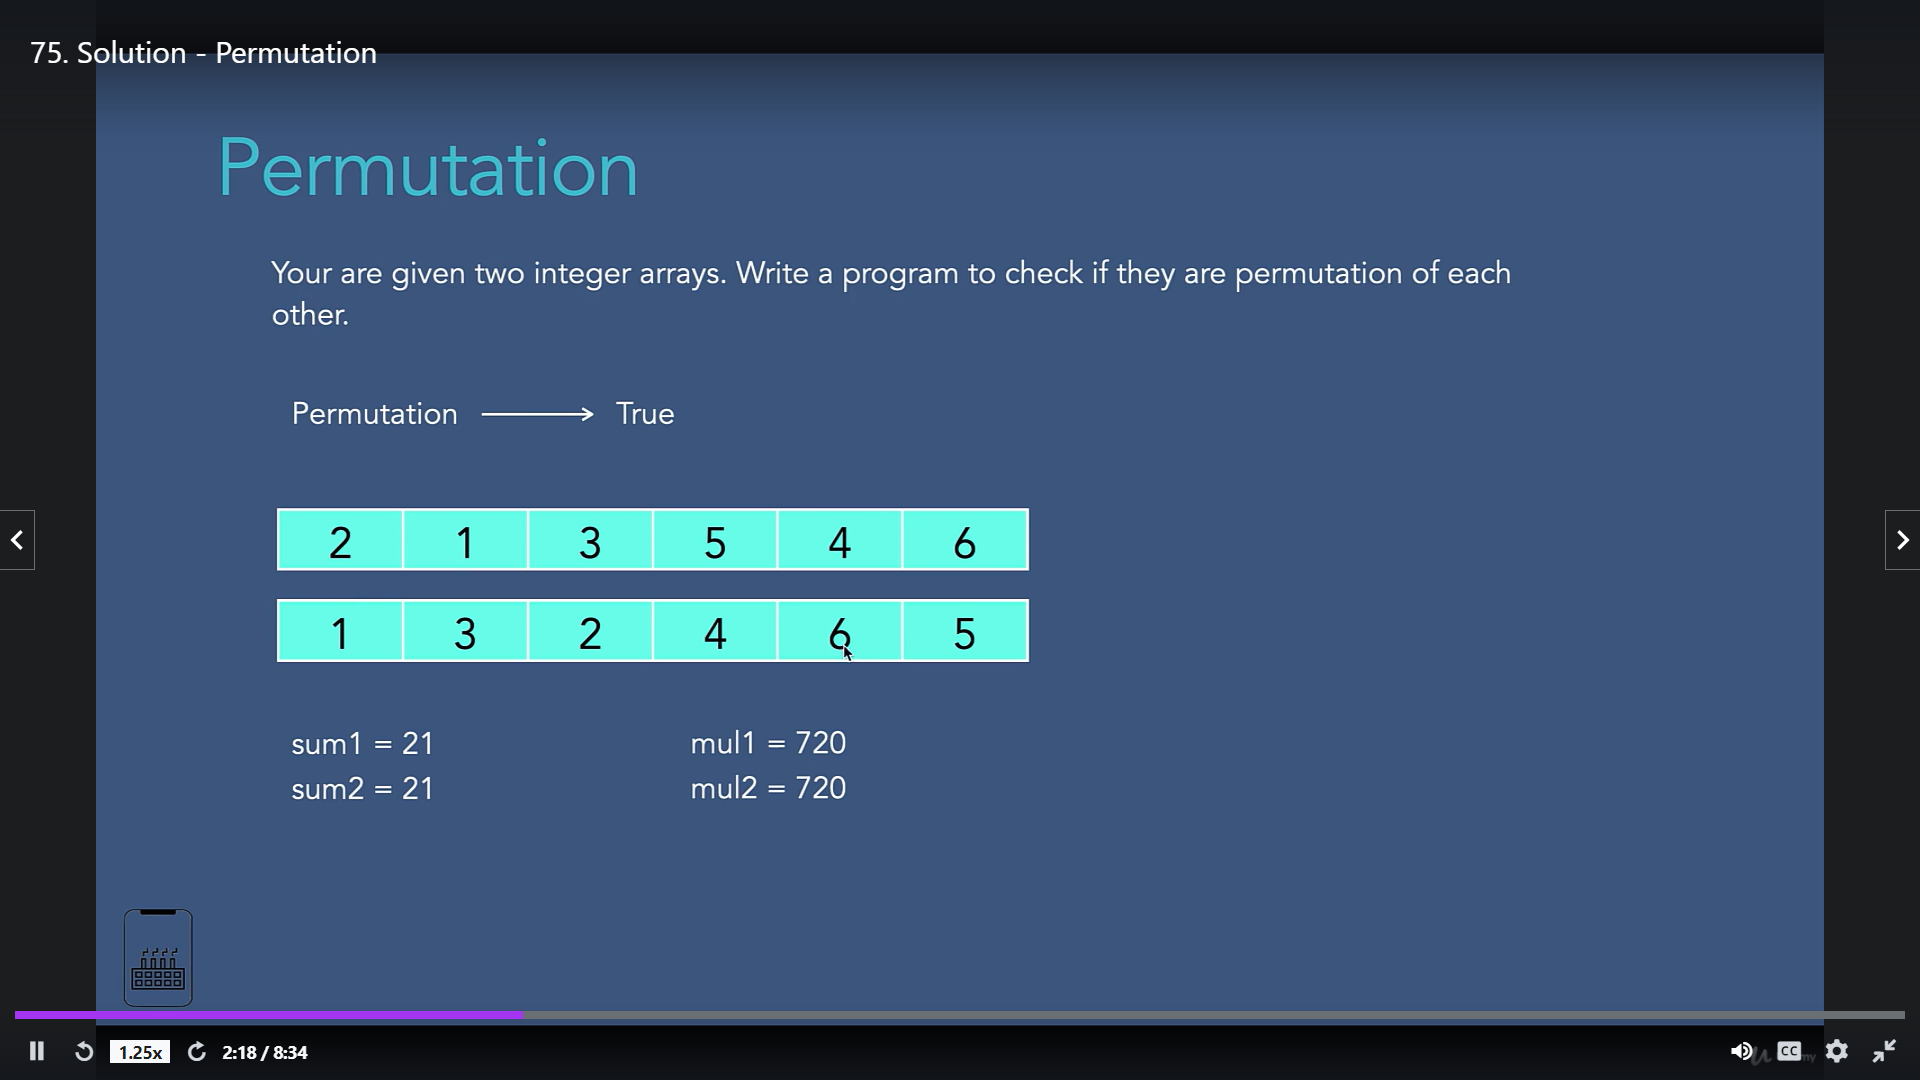 75. Solution - Permutation
Permutation
Your are given two integer arrays. Write a program to check if they are permutation of each
other.
Permutation True
2 1 3 5 4 6
1 3 2 4 6 5
sum1 = 21 mul1 = 720
sum2 = 21 mul2 = 720
1.25x 2:18 / 8:34 CC